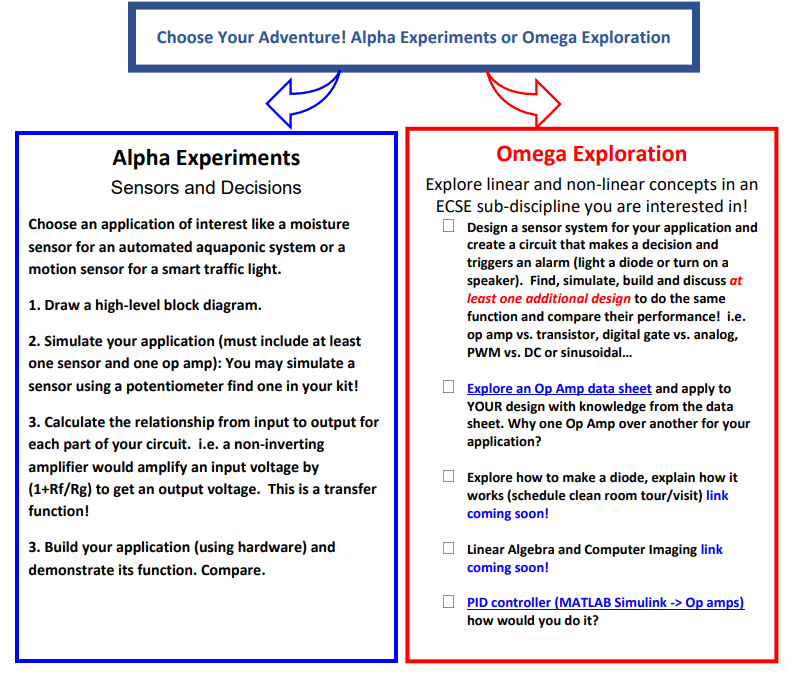 Choose Your Adventure! Alpha Experiments or Omega Exploration
Alpha Experiments
Sensors and Decisions
Choose an application of interest like a moisture
sensor for an automated aquaponic system or a
motion sensor for a smart traffic light.
1. Draw a high-level block diagram.
2. Simulate your application (must include at least
one sensor and one op amp): You may simulate a
sensor using a potentiometer find one in your kit!
3. Calculate the relationship from input to output for
each part of your circuit.  i.e. a non-inverting
amplifier would amplify an input voltage by
(1+Rf/Rg) to get an output voltage.  This is a transfer
function!
3. Build your application (using hardware) and
demonstrate its function. Compare.
Omega Exploration
Explore linear and non-linear concepts in an
ECSE sub-discipline you are interested in!
Design a sensor system for your application and
create a circuit that makes a decision and
triggers an alarm (light a diode or turn on a
speaker).  Find, simulate, build and discuss at
least one additional design to do the same
function and compare their performance!  i.e.
op amp vs. transistor, digital gate vs. analog,
PWM vs. DC or sinusoidal…
Explore an Op Amp data sheet and apply to
YOUR design with knowledge from the data
sheet. Why one Op Amp over another for your
application?
Explore how to make a diode, explain how it
works (schedule clean room tour/visit) link
coming soon!
Linear Algebra and Computer Imaging link
coming soon!
PID controller (MATLAB Simulink -> Op amps)
how would you do it?